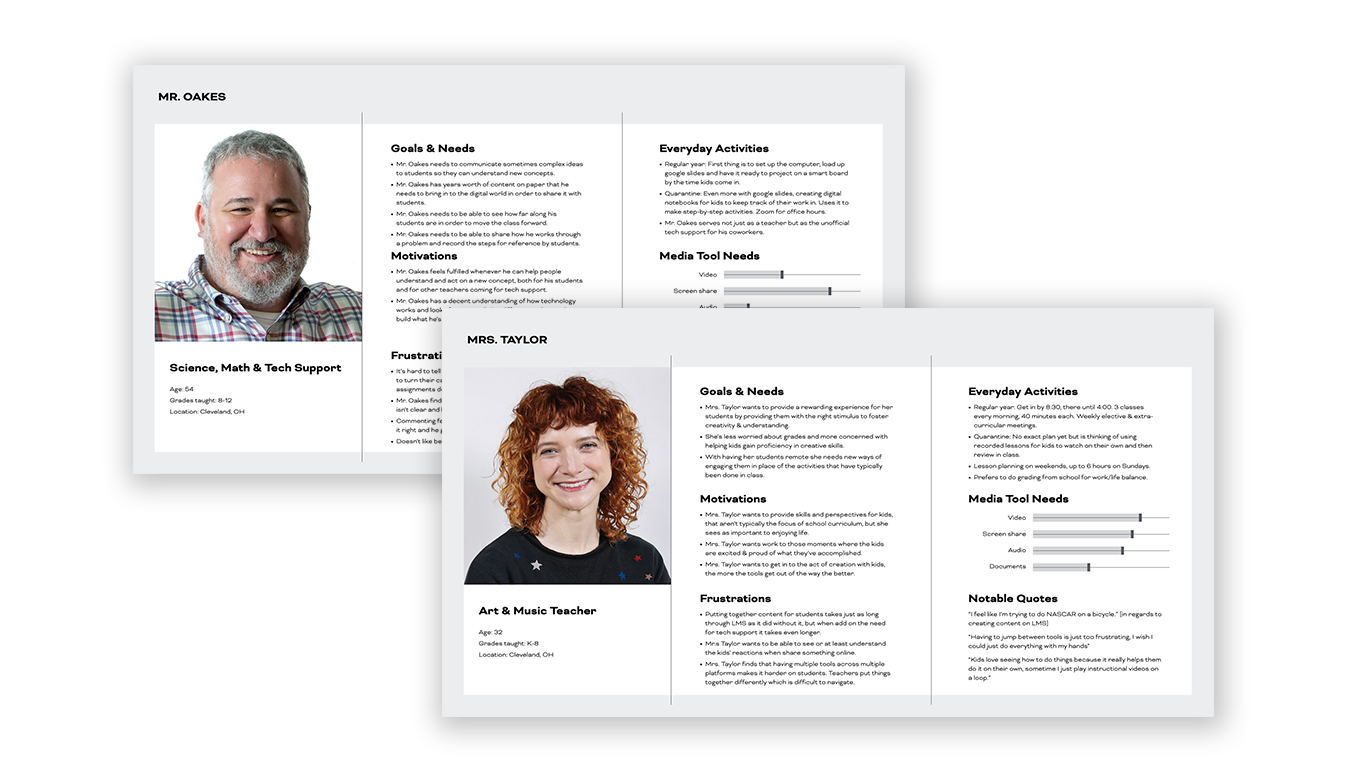 MR. OAKES
Science, Math & Tech Support
Age: 54
Grades taught: 8-12
Location: Cleveland, OH
Goals & Needs
• Mr. Oakes needs to communicate sometimes complex ideas
to students so they can understand new concepts.
• Mr. Oakes has years worth of content on paper that he
needs to bring in to the digital world in order to share it with
students.
• Mr. Oakes needs to be able to see how far along his
students are in order to move the class forward.
• Mr. Oakes needs to be able to share how he works through
a problem and record the steps for reference by students.
Motivations
• Mr. Oakes feels fulfilled whenever he can help people
understand and act on a new concept, both for his students
and for other teachers coming for tech support.
• Mr. Oakes has a decent understanding of how technology
works and
build what he's
• It's hard to tell
to turn their
assignments
• Mr. Oakes
isn't clear and
• Commenting
it right and he
• Doesn't like
Everyday Activities
• Regular year: First thing is to set up the computer, load up
google slides and have it ready to project on a smart board
by the time kids come in.
• Quarantine: Even more with google slides, creating digital
notebooks for kids to keep track of their work in. Uses it to
make step-by-step activities. Zoom for office hours.
• Mr. Oakes serves not just as a teacher but as the unofficial
tech support for his coworkers.
Media Tool Needs
Video
Screen share
Audio
MRS. TAYLOR
Art & Music Teacher
Age: 32
Grades taught: K-8
Location: Cleveland, OH
Goals & Needs
• Mrs. Taylor wants to provide a rewarding experience for her
students by providing them with the right stimulus to foster
creativity & understanding.
• She's less worried about grades and more concerned with
helping kids gain proficiency in creative skills.
• With having her students remote she needs new ways of
engaging them in place of the activities that have typically
been done in class.
Motivations
• Mrs. Taylor wants to provide skills and perspectives for kids,
that aren't typically the focus of school curriculum, but she
sees as important to enjoying life.
• Mrs. Taylor wants work to those moments where the kids
are excited & proud of what they've accomplished.
• Mrs. Taylor wants to get in to the act of creation with kids,
the more the tools get out of the way the better.
Frustrations
• Putting together content for students takes just as long
through LMS as it did without it, but when add on the need
for tech support it takes even longer.
• Mrs Taylor wants to be able to see or at least understand
the kids' reactions when share something online.
• Mrs. Taylor finds that having multiple tools across multiple
platforms makes it harder on students. Teachers put things
together differently which is difficult to navigate.
Everyday Activities
• Regular year: Get in by 8:30, there until 4:00. 3 classes
every morning, 40 minutes each. Weekly elective & extra-
curricular meetings.
• Quarantine: No exact plan yet but is thinking of using
recorded lessons for kids to watch on their own and then
review in class.
• Lesson planning on weekends, up to 6 hours on Sundays.
• Prefers to do grading from school for work/life balance.
Media Tool Needs
Video
Screen share
Audio
Documents
Notable Quotes
"I feel like I'm trying to do NASCAR on a bicycle." [in regards to
creating content on LMS]
"Having to jump between tools is just too frustrating, I wish I
could just do everything with my hands"
"Kids love seeing how to do things because it really helps them
do it on their own, sometime I just play instructional videos on
a loop."